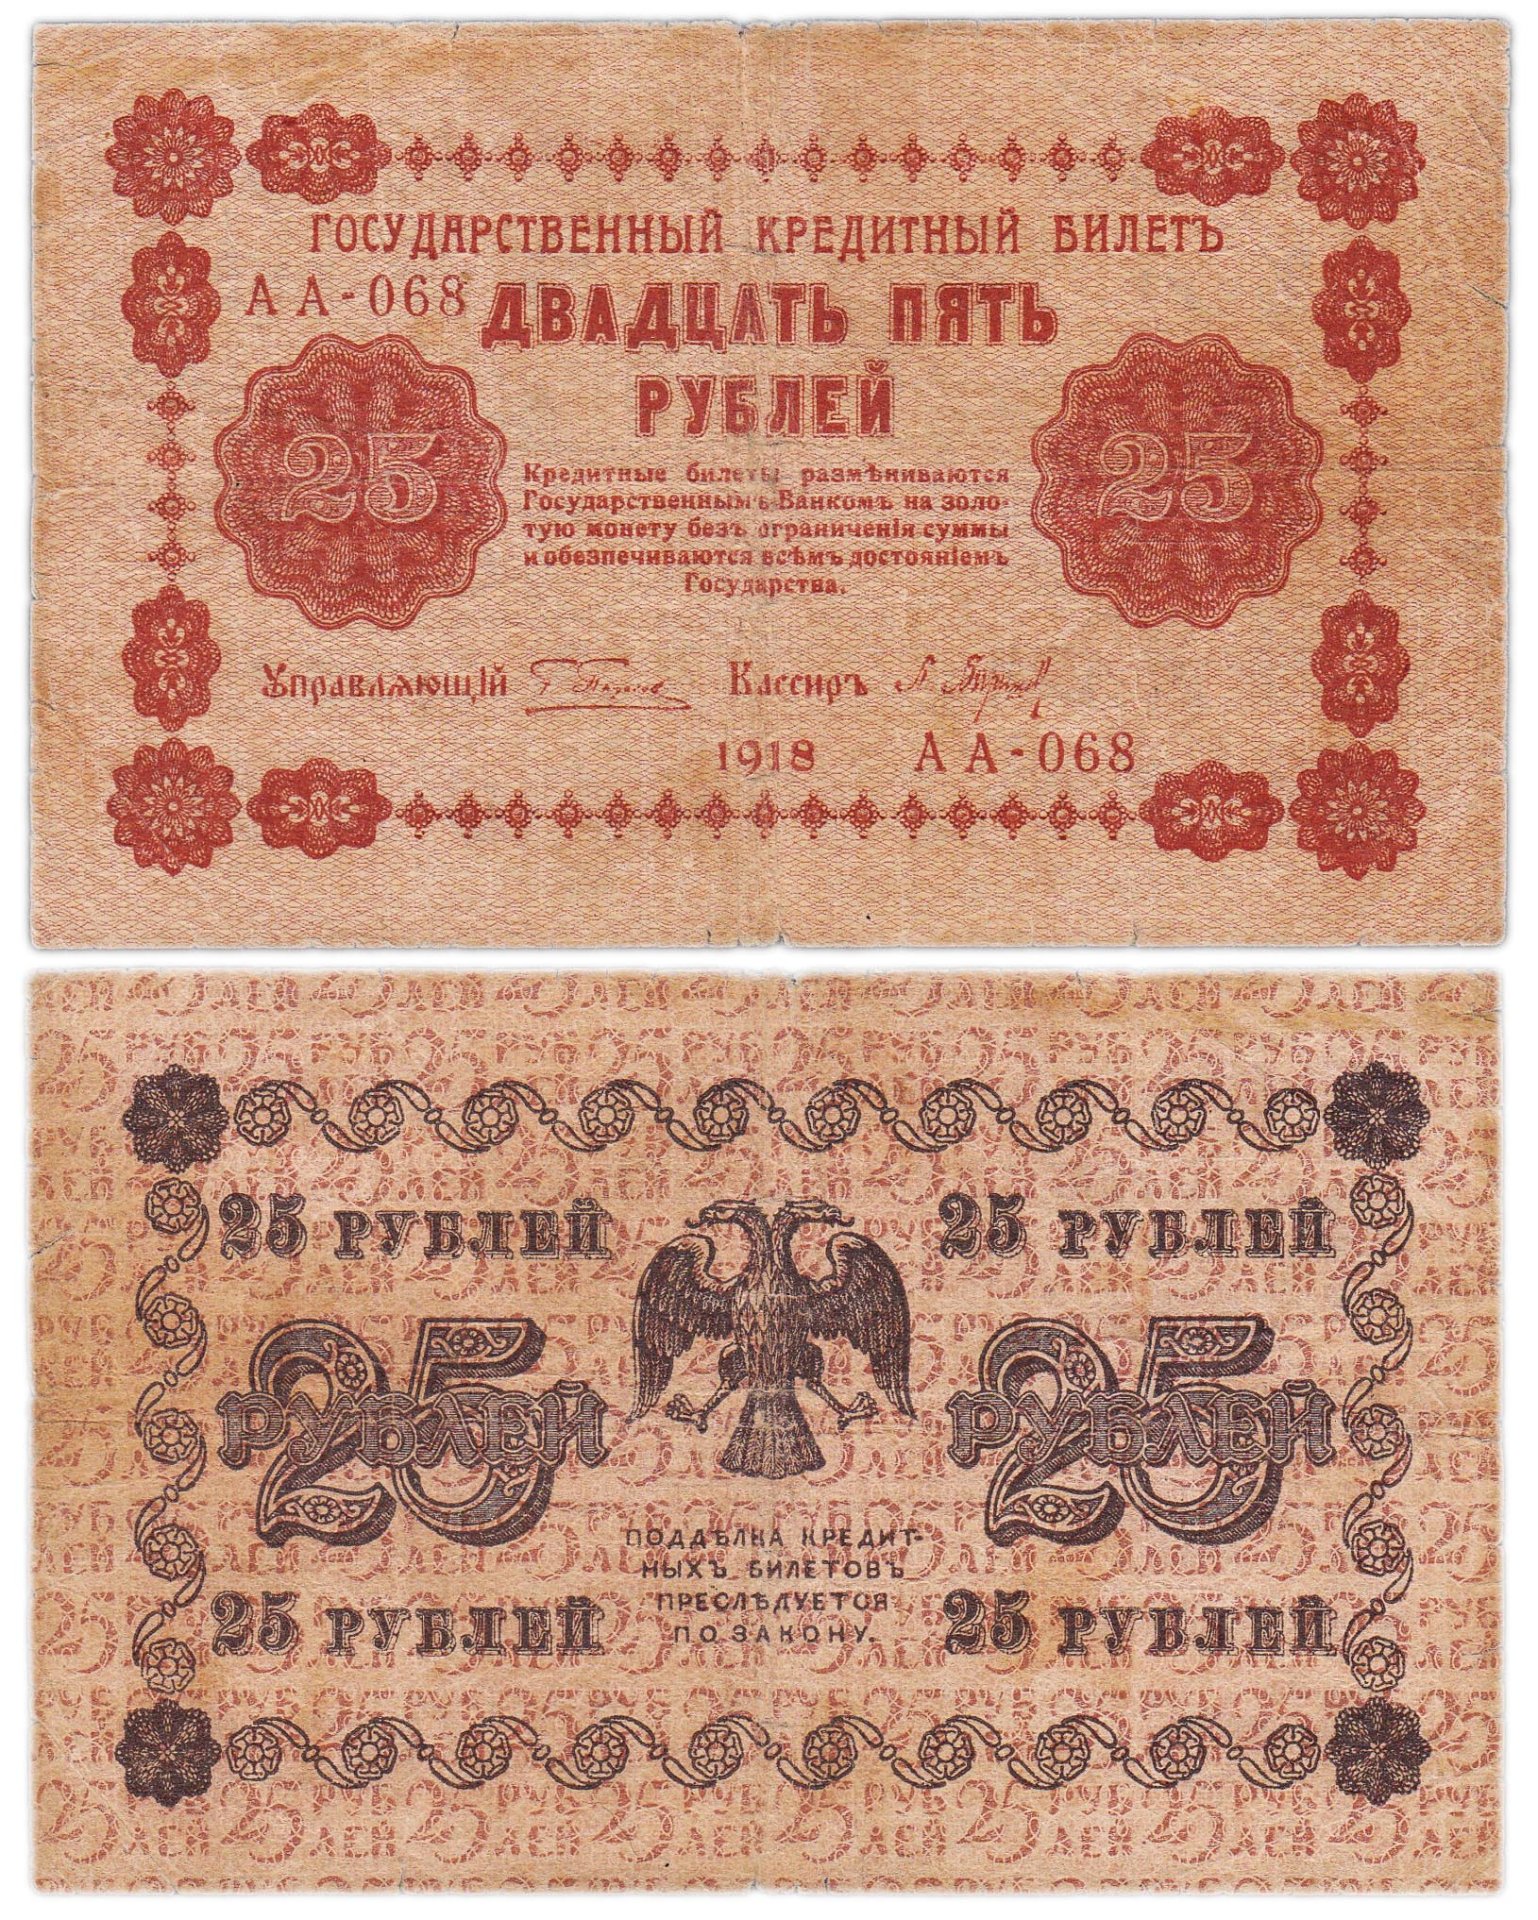 ГОСУДАРСТВЕННЫЙ КРЕДИТНЫЙ БИЛЕТЪ
АА-068
ДВАДЦАТЬ ПЯТЬ
РУБЛЕЙ
25
25
Кредитные билеты размѣниваются
Государственнымъ Банкомъ на золо-
тую монету безъ ограниченія суммы
и обезпечиваются всѣмъ достояніемъ
Государства.
Управляющій
Кассиръ
1918
АА-068
25 РУБЛЕЙ
25 РУБЛЕЙ
25 РУБЛЕЙ
25 РУБЛЕЙ
ПОДДѢЛКА КРЕДИТ-
НЫХЪ БИЛЕТОВЪ
ПРЕСЛѢДУЕТСЯ
ПО ЗАКОНУ.
25 РУБЛЕЙ
25 РУБЛЕЙ